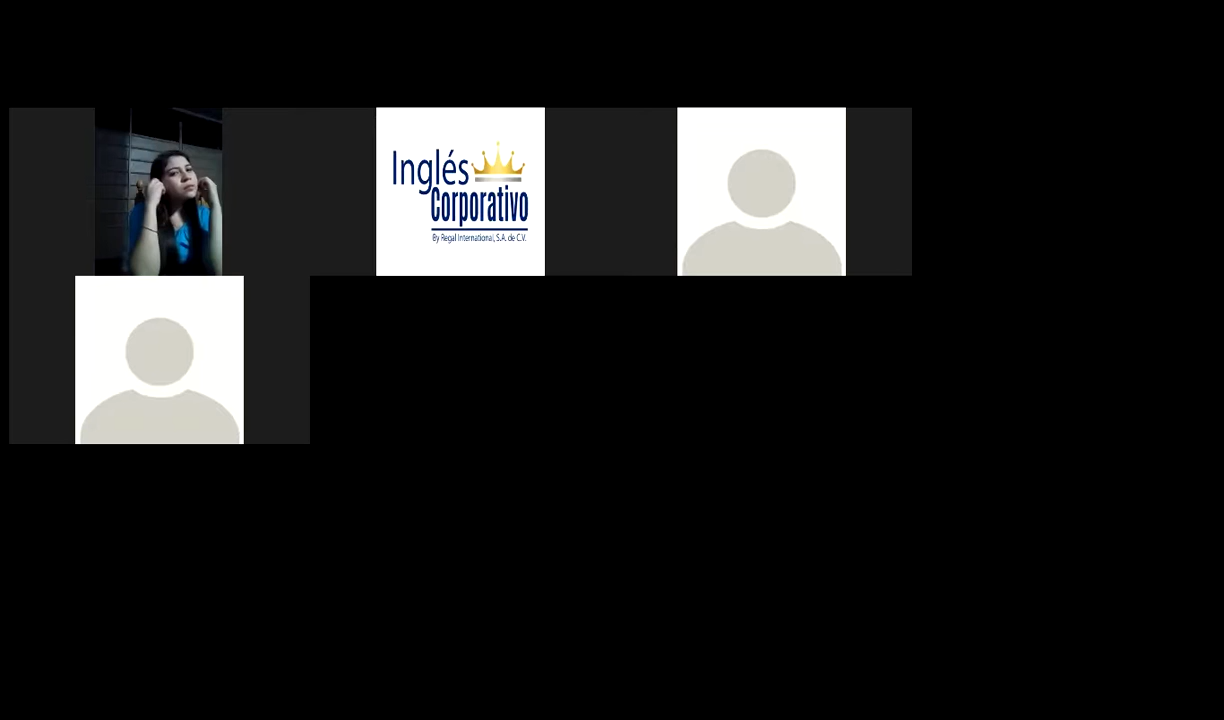 Inglés
Corporativo
By Regal International, S.A. de C.V.